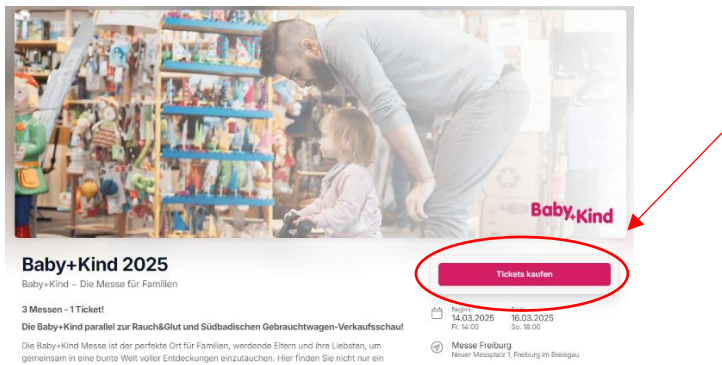 Baby+Kind
Baby+Kind 2025
Baby+Kind – Die Messe für Familien
3 Messen - 1 Ticket!
Die Baby+Kind parallel zur Rauch&Glut und Südbadischen Gebrauchtwagen-Verkaufsschau!
Die Baby+Kind Messe ist der perfekte Ort für Familien, werdende Eltern und ihre Liebsten, um
gemeinsam in eine bunte Welt voller Entdeckungen einzutauchen. Hier finden Sie nicht nur ein
Tickets kaufen
Beginn Ende
14.03.2025 16.03.2025
Fr. 14:00 So. 18:00
Messe Freiburg
Neuer Messplatz 1, Freiburg im Breisgau